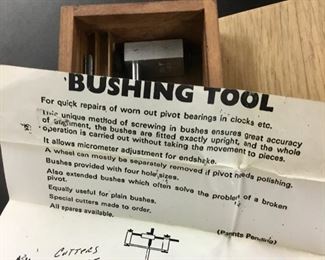 BUSHING TOOL
For quick repairs of worn out pivot bearings in clocks etc.
This unique method of screwing in bushes ensures great accuracy
of alignment, the bushes are fitted exactly upright, and the whole
operation is carried out without taking the movement to pieces.
It allows micrometer adjustment for endshake.
A wheel can mostly be separately removed if pivot needs polishing.
Bushes provided with four hole sizes.
Also extended bushes which often solve the problem of a broken
pivot.
Equally useful for plain bushes.
Special cutters made to order.
All spares available.
(Patents Pending)
CUTTERS